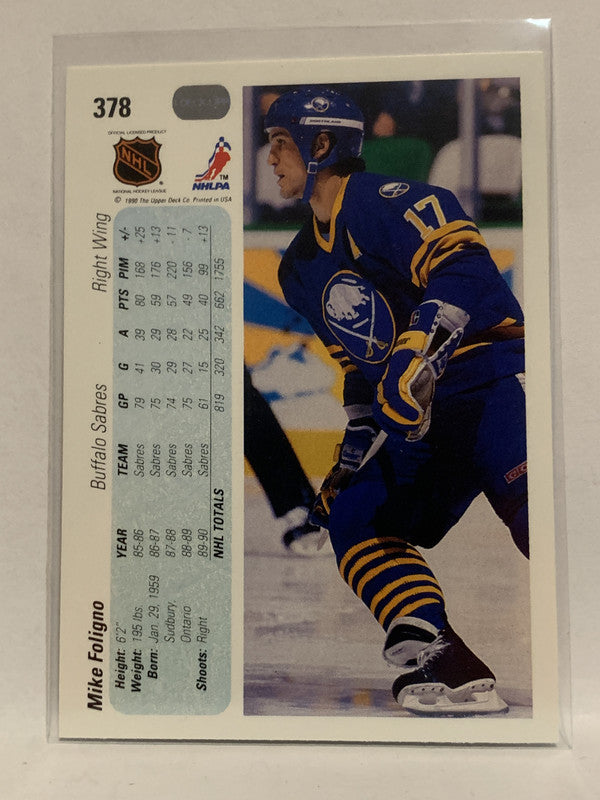 378
OFFICIAL LICENSED PRODUCT
NHL
NATIONAL HOCKEY LEAGUE
TM
NHLPA
© 1990 The Upper Deck Co. Printed in USA
Mike Foligno Buffalo Sabres Right Wing
Height: 6'2"
Weight: 195 lbs.
Born: Jan. 29, 1959
Sudbury,
Ontario
Shoots: Right
YEAR TEAM GP G A PTS PIM +/-
85-86 Sabres 79 41 39 80 168 +25
86-87 Sabres 75 30 29 59 176 +13
87-88 Sabres 74 29 28 57 220 -11
88-89 Sabres 75 27 22 49 156 -7
89-90 Sabres 61 15 25 40 99 +13
NHL TOTALS 819 320 342 662 1755
17
A